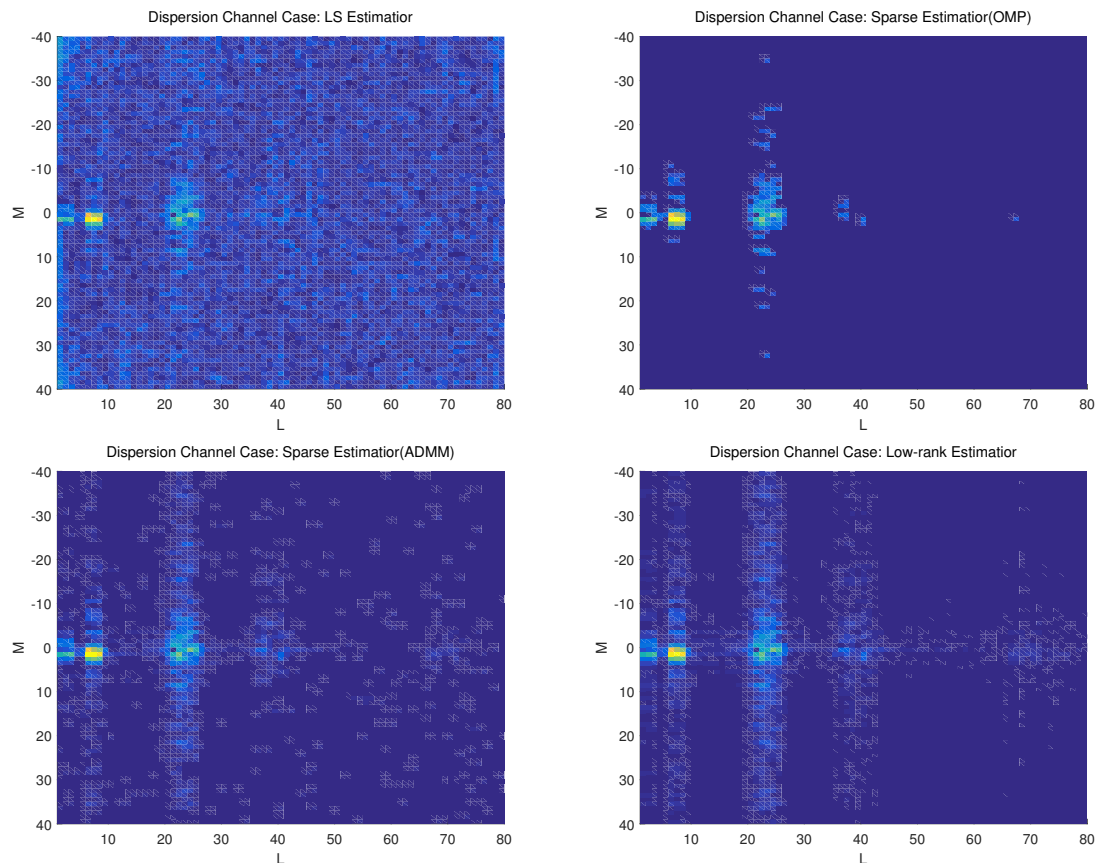 Dispersion Channel Case: LS Estimatior
-40
-30
-20
-10
0
10
20
30
40
M
10 20 30 40 50 60 70 80
L
Dispersion Channel Case: Sparse Estimatior(OMP)
-40
-30
-20
-10
0
10
20
30
40
M
10 20 30 40 50 60 70 80
L
Dispersion Channel Case: Sparse Estimatior(ADMM)
-40
-30
-20
-10
0
10
20
30
40
M
10 20 30 40 50 60 70 80
L
Dispersion Channel Case: Low-rank Estimatior
-40
-30
-20
-10
0
10
20
30
40
M
10 20 30 40 50 60 70 80
L